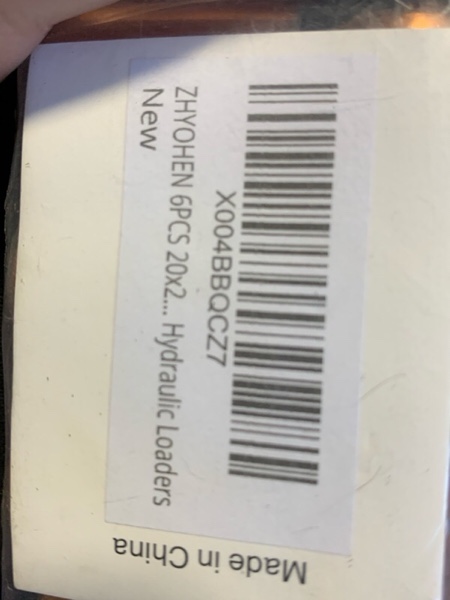 X004BBQCZ7
ZHYOHEN 6PCS 20x2... Hydraulic Loaders
New
Made in China